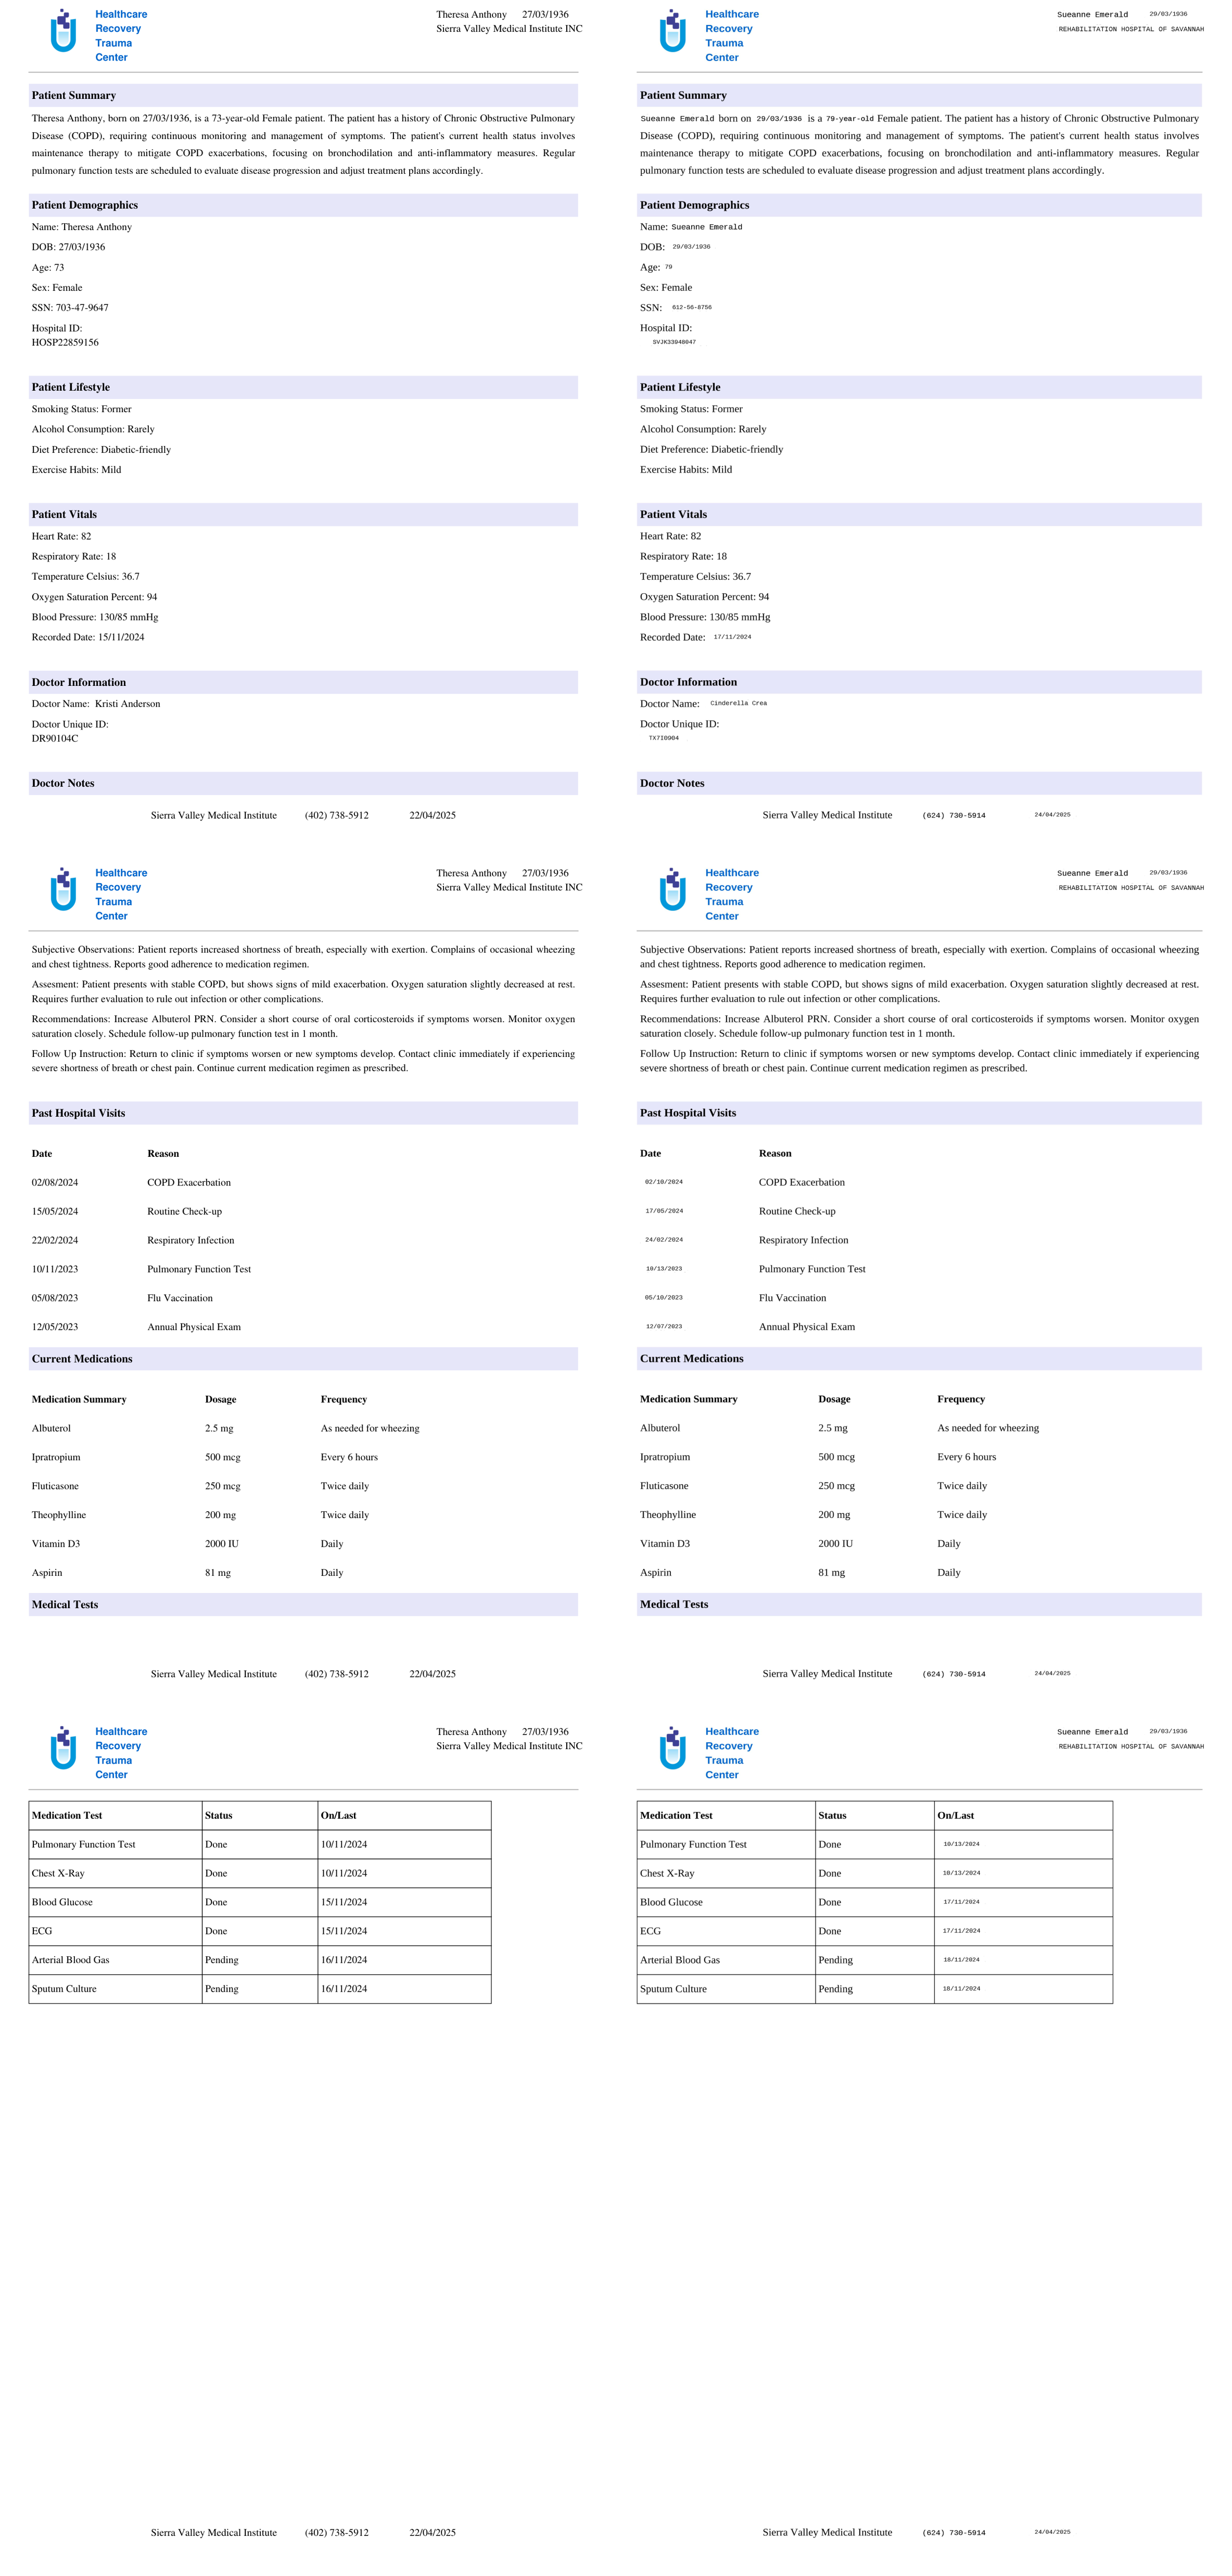 Healthcare
Recovery
Trauma
Center
Theresa Anthony 27/03/1936
Sierra Valley Medical Institute INC
Patient Summary
Theresa Anthony, born on 27/03/1936, is a 73-year-old Female patient. The patient has a history of Chronic Obstructive Pulmonary
Disease (COPD), requiring continuous monitoring and management of symptoms. The patient's current health status involves
maintenance therapy to mitigate COPD exacerbations, focusing on bronchodilation and anti-inflammatory measures. Regular
pulmonary function tests are scheduled to evaluate disease progression and adjust treatment plans accordingly.
Patient Demographics
Name: Theresa Anthony
DOB: 27/03/1936
Age: 73
Sex: Female
SSN: 703-47-9647
Hospital ID:
HOSP22859156
Patient Lifestyle
Smoking Status: Former
Alcohol Consumption: Rarely
Diet Preference: Diabetic-friendly
Exercise Habits: Mild
Patient Vitals
Heart Rate: 82
Respiratory Rate: 18
Temperature Celsius: 36.7
Oxygen Saturation Percent: 94
Blood Pressure: 130/85 mmHg
Recorded Date: 15/11/2024
Doctor Information
Doctor Name: Kristi Anderson
Doctor Unique ID:
DR90104C
Doctor Notes
Sierra Valley Medical Institute (402) 738-5912 22/04/2025
Healthcare
Recovery
Trauma
Center
Sueanne Emerald 29/03/1936
REHABILITATION HOSPITAL OF SAVANNAH
Patient Summary
Sueanne Emerald born on 29/03/1936 is a 79-year-old Female patient. The patient has a history of Chronic Obstructive Pulmonary
Disease (COPD), requiring continuous monitoring and management of symptoms. The patient's current health status involves
maintenance therapy to mitigate COPD exacerbations, focusing on bronchodilation and anti-inflammatory measures. Regular
pulmonary function tests are scheduled to evaluate disease progression and adjust treatment plans accordingly.
Patient Demographics
Name: Sueanne Emerald
DOB: 29/03/1936
Age: 79
Sex: Female
SSN: 612-56-8756
Hospital ID:
SVJK33948047
Patient Lifestyle
Smoking Status: Former
Alcohol Consumption: Rarely
Diet Preference: Diabetic-friendly
Exercise Habits: Mild
Patient Vitals
Heart Rate: 82
Respiratory Rate: 18
Temperature Celsius: 36.7
Oxygen Saturation Percent: 94
Blood Pressure: 130/85 mmHg
Recorded Date: 17/11/2024
Doctor Information
Doctor Name: Cinderella Crea
Doctor Unique ID:
TX7I0904
Doctor Notes
Sierra Valley Medical Institute (624) 730-5914 24/04/2025
Healthcare
Recovery
Trauma
Center
Theresa Anthony 27/03/1936
Sierra Valley Medical Institute INC
Subjective Observations: Patient reports increased shortness of breath, especially with exertion. Complains of occasional wheezing
and chest tightness. Reports good adherence to medication regimen.
Assesment: Patient presents with stable COPD, but shows signs of mild exacerbation. Oxygen saturation slightly decreased at rest.
Requires further evaluation to rule out infection or other complications.
Recommendations: Increase Albuterol PRN. Consider a short course of oral corticosteroids if symptoms worsen. Monitor oxygen
saturation closely. Schedule follow-up pulmonary function test in 1 month.
Follow Up Instruction: Return to clinic if symptoms worsen or new symptoms develop. Contact clinic immediately if experiencing
severe shortness of breath or chest pain. Continue current medication regimen as prescribed.
Past Hospital Visits
Date Reason
02/08/2024 COPD Exacerbation
15/05/2024 Routine Check-up
22/02/2024 Respiratory Infection
10/11/2023 Pulmonary Function Test
05/08/2023 Flu Vaccination
12/05/2023 Annual Physical Exam
Current Medications
Medication Summary Dosage Frequency
Albuterol 2.5 mg As needed for wheezing
Ipratropium 500 mcg Every 6 hours
Fluticasone 250 mcg Twice daily
Theophylline 200 mg Twice daily
Vitamin D3 2000 IU Daily
Aspirin 81 mg Daily
Medical Tests
Sierra Valley Medical Institute (402) 738-5912 22/04/2025
Healthcare
Recovery
Trauma
Center
Sueanne Emerald 29/03/1936
REHABILITATION HOSPITAL OF SAVANNAH
Subjective Observations: Patient reports increased shortness of breath, especially with exertion. Complains of occasional wheezing
and chest tightness. Reports good adherence to medication regimen.
Assesment: Patient presents with stable COPD, but shows signs of mild exacerbation. Oxygen saturation slightly decreased at rest.
Requires further evaluation to rule out infection or other complications.
Recommendations: Increase Albuterol PRN. Consider a short course of oral corticosteroids if symptoms worsen. Monitor oxygen
saturation closely. Schedule follow-up pulmonary function test in 1 month.
Follow Up Instruction: Return to clinic if symptoms worsen or new symptoms develop. Contact clinic immediately if experiencing
severe shortness of breath or chest pain. Continue current medication regimen as prescribed.
Past Hospital Visits
Date Reason
02/10/2024 COPD Exacerbation
17/05/2024 Routine Check-up
24/02/2024 Respiratory Infection
10/13/2023 Pulmonary Function Test
05/10/2023 Flu Vaccination
12/07/2023 Annual Physical Exam
Current Medications
Medication Summary Dosage Frequency
Albuterol 2.5 mg As needed for wheezing
Ipratropium 500 mcg Every 6 hours
Fluticasone 250 mcg Twice daily
Theophylline 200 mg Twice daily
Vitamin D3 2000 IU Daily
Aspirin 81 mg Daily
Medical Tests
Sierra Valley Medical Institute (624) 730-5914 24/04/2025
Healthcare
Recovery
Trauma
Center
Theresa Anthony 27/03/1936
Sierra Valley Medical Institute INC
Medication Test Status On/Last
Pulmonary Function Test Done 10/11/2024
Chest X-Ray Done 10/11/2024
Blood Glucose Done 15/11/2024
ECG Done 15/11/2024
Arterial Blood Gas Pending 16/11/2024
Sputum Culture Pending 16/11/2024
Sierra Valley Medical Institute (402) 738-5912 22/04/2025
Healthcare
Recovery
Trauma
Center
Sueanne Emerald 29/03/1936
REHABILITATION HOSPITAL OF SAVANNAH
Medication Test Status On/Last
Pulmonary Function Test Done 10/13/2024
Chest X-Ray Done 10/13/2024
Blood Glucose Done 17/11/2024
ECG Done 17/11/2024
Arterial Blood Gas Pending 18/11/2024
Sputum Culture Pending 18/11/2024
Sierra Valley Medical Institute (624) 730-5914 24/04/2025